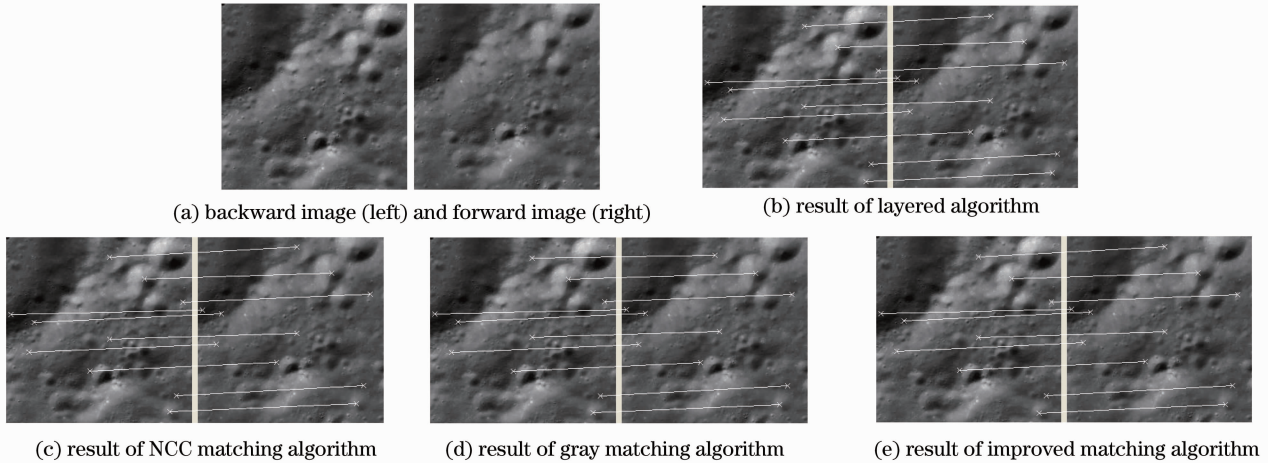 (a) backward image (left) and forward image (right)
(b) result of layered algorithm
(c) result of NCC matching algorithm
(d) result of gray matching algorithm
(e) result of improved matching algorithm